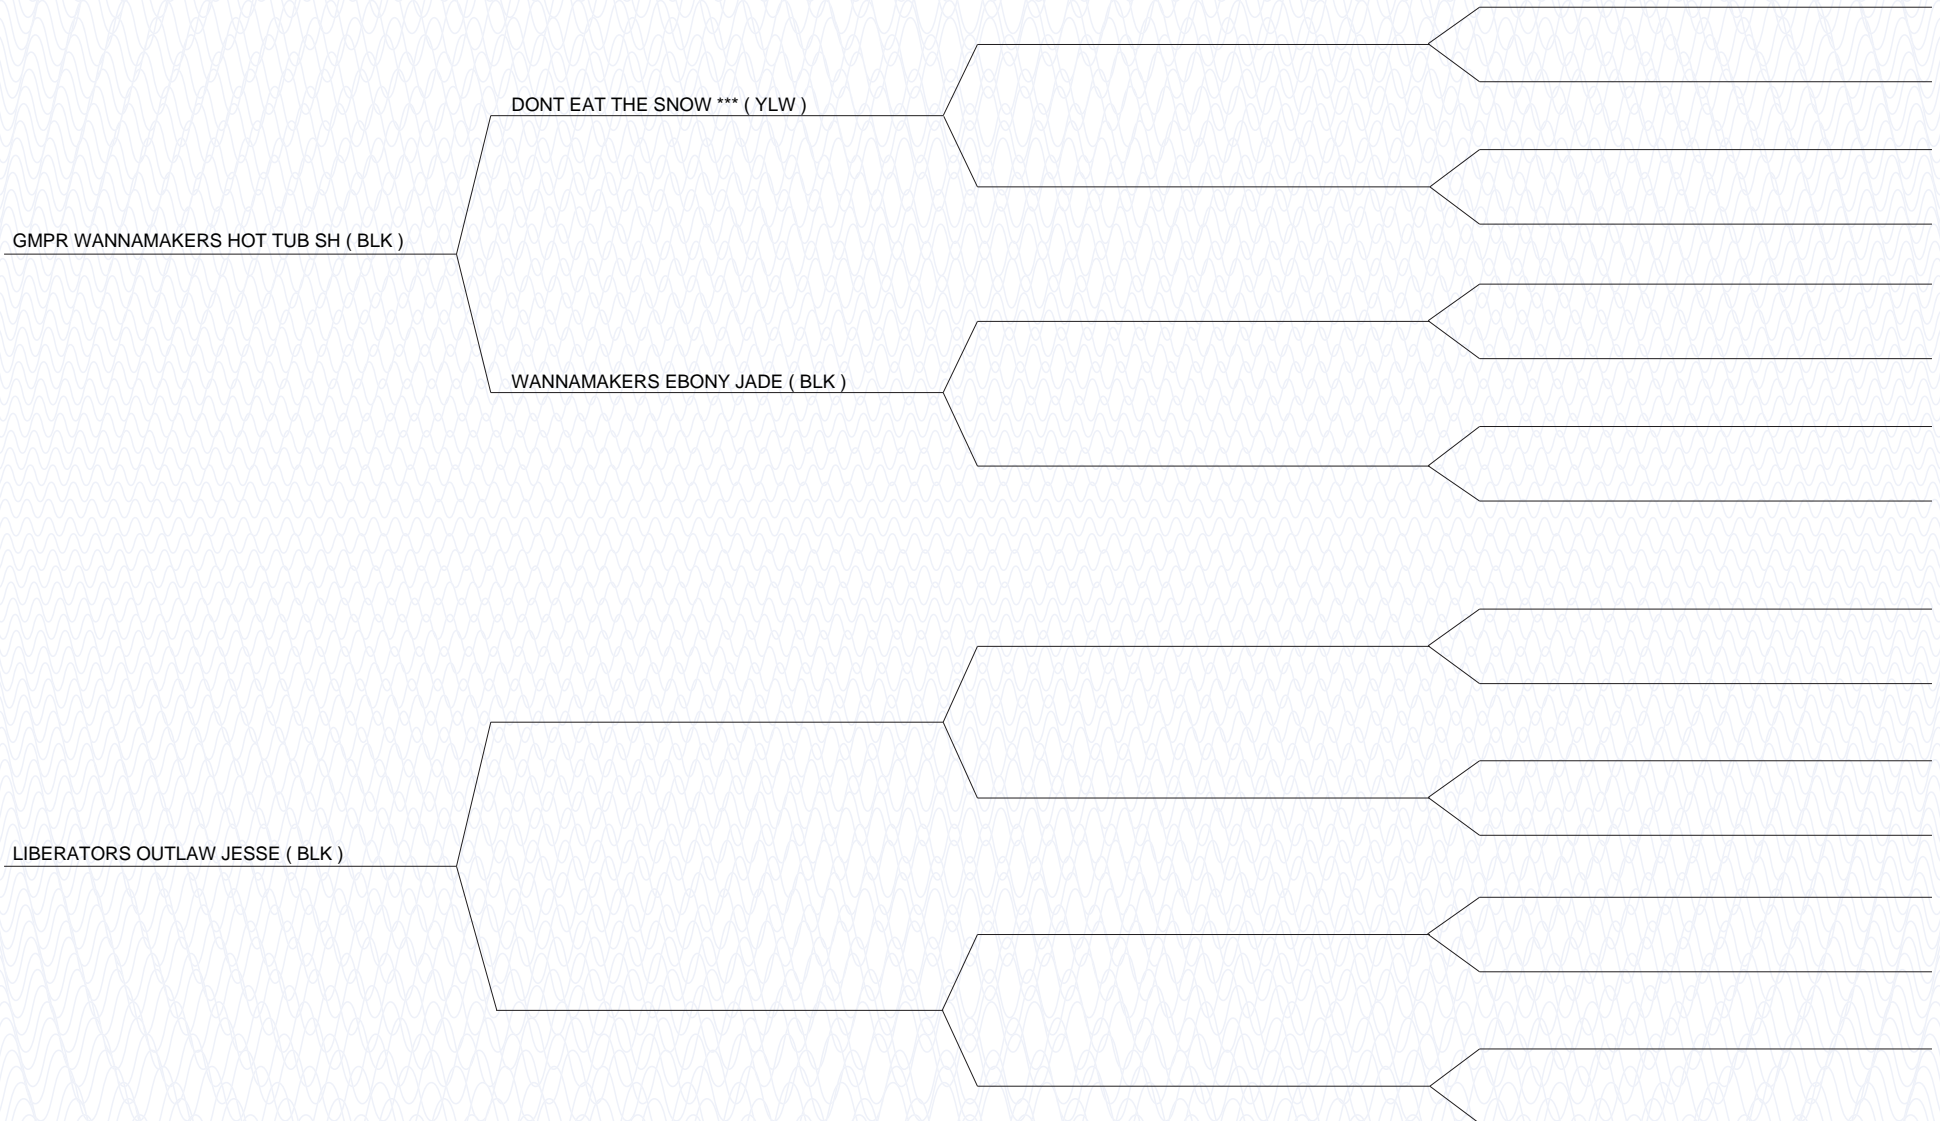 DONT EAT THE SNOW *** ( YLW )
GMPR WANNAMAKERS HOT TUB SH ( BLK )
WANNAMAKERS EBONY JADE ( BLK )
LIBERATORS OUTLAW JESSE ( BLK )